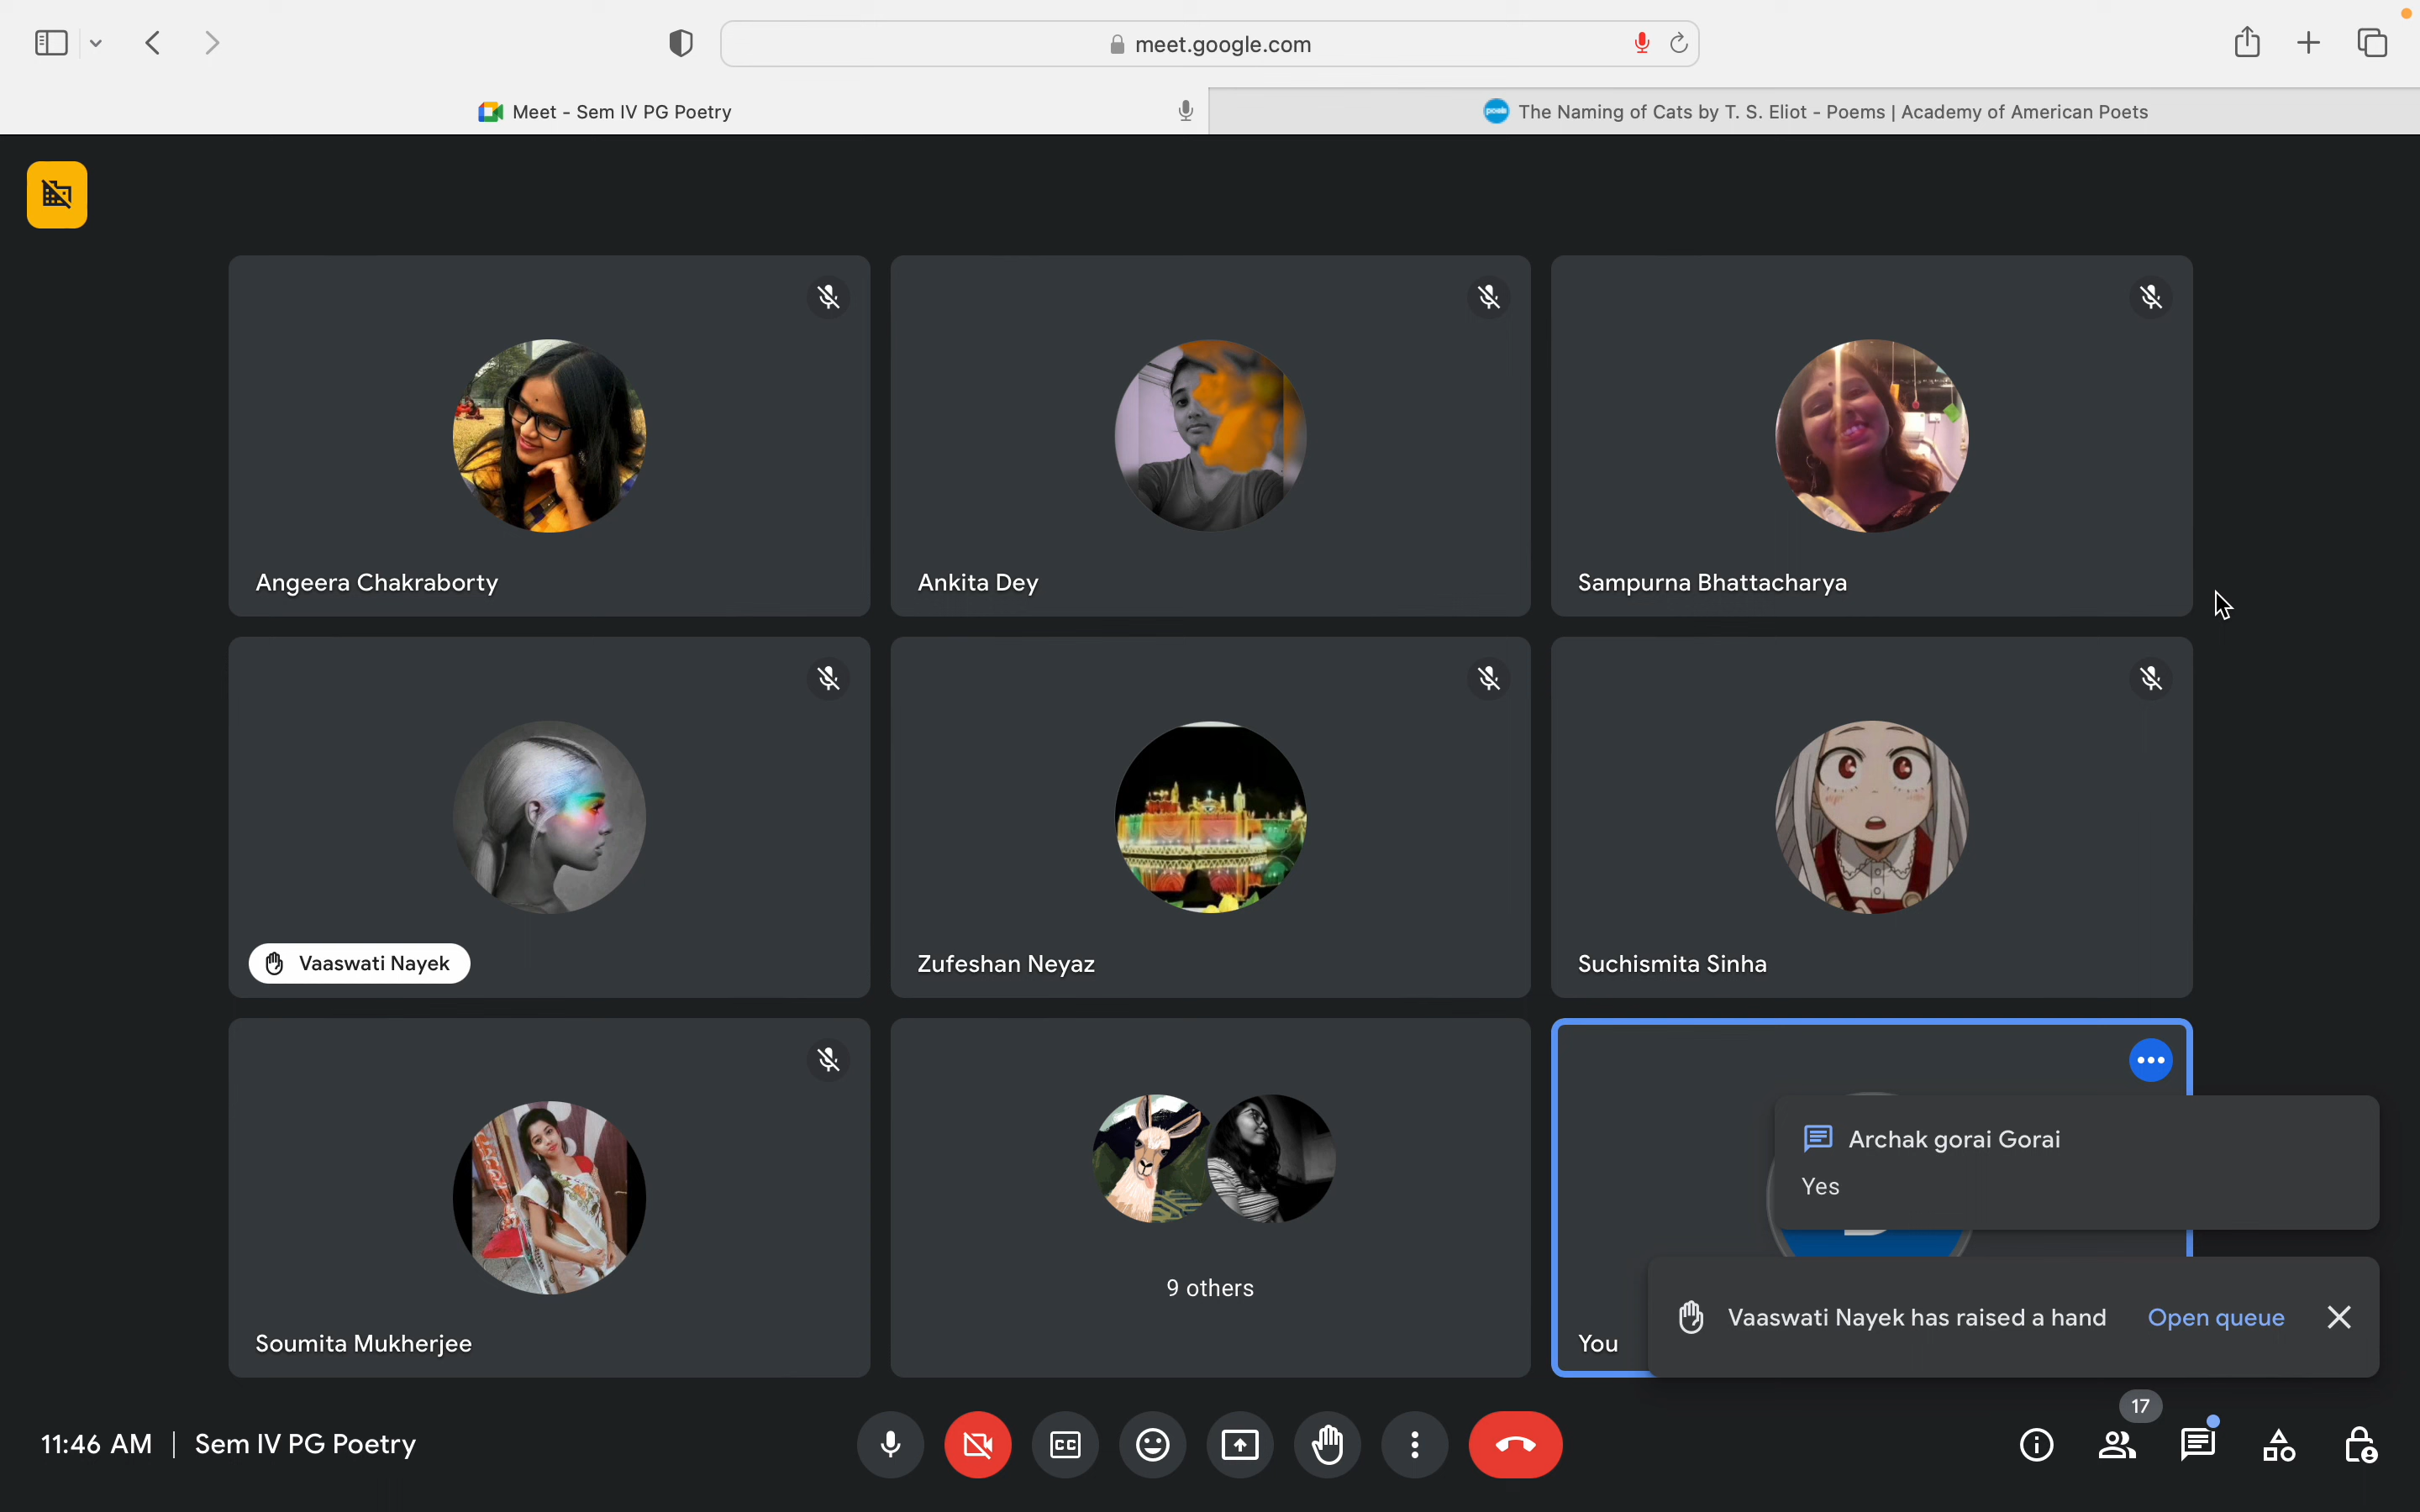 meet.google.com
Meet - Sem IV PG Poetry
poets
The Naming of Cats by T. S. Eliot - Poems | Academy of American Poets
Angeera Chakraborty
Ankita Dey
Sampurna Bhattacharya
Vaaswati Nayek
Zufeshan Neyaz
Suchismita Sinha
Soumita Mukherjee
9 others
You
Archak gorai Gorai
Yes
Vaaswati Nayek has raised a hand
Open queue
11:46 AM | Sem IV PG Poetry
CC
17